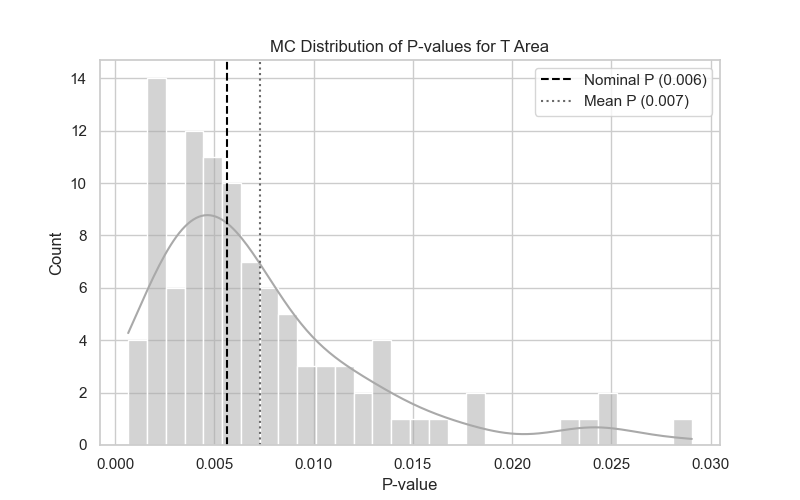 MC Distribution of P-values for T Area
Nominal P (0.006)
Mean P (0.007)
Count
14
12
10
8
6
4
2
0
0.000 0.005 0.010 0.015 0.020 0.025 0.030
P-value